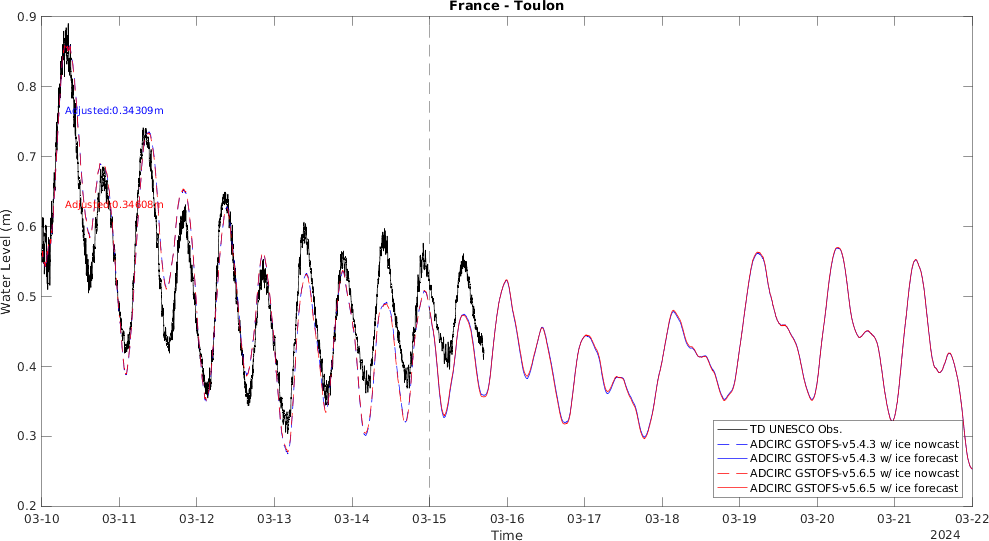 France - Toulon
0.9
0.8
0.7
0.6
0.5
0.4
0.3
0.2
Water Level (m)
Adjusted:0.34309m
Adjusted:0.34608m
TD UNESCO Obs.
ADCIRC GSTOFS-v5.4.3 w/ ice nowcast
ADCIRC GSTOFS-v5.4.3 w/ ice forecast
ADCIRC GSTOFS-v5.6.5 w/ ice nowcast
ADCIRC GSTOFS-v5.6.5 w/ ice forecast
03-10 03-11 03-12 03-13 03-14 03-15 03-16 03-17 03-18 03-19 03-20 03-21 03-22
Time
2024